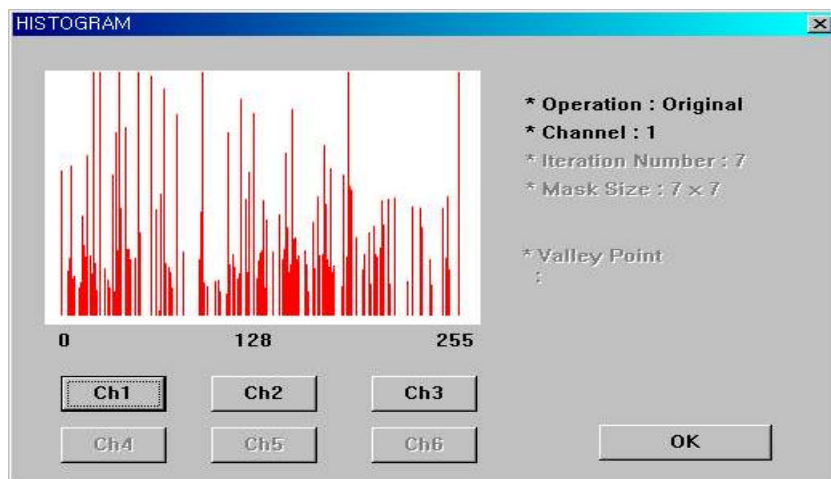 HISTOGRAM
* Operation : Original
* Channel : 1
* Iteration Number : 7
* Mask Size : 7 × 7
* Valley Point
:
0 128 255
Ch1 Ch2 Ch3
Ch4 Ch5 Ch6
OK